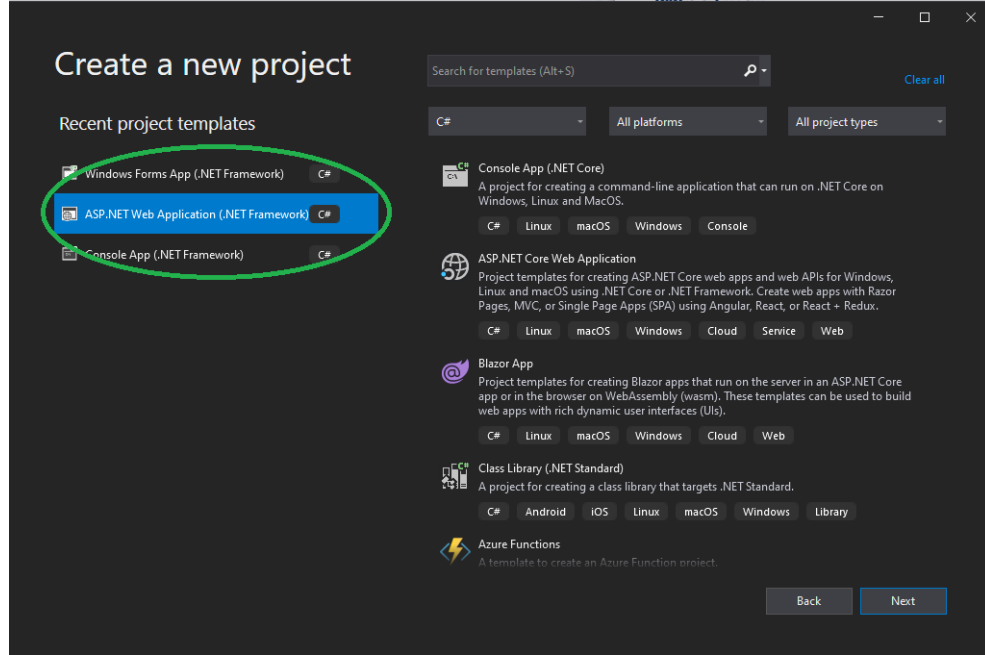 Create a new project
Search for templates (Alt+S)
Clear all
Recent project templates
C#
All platforms
All project types
Windows Forms App (.NET Framework) C#
ASP.NET Web Application (.NET Framework) C#
Console App (.NET Framework) C#
Console App (.NET Core)
A project for creating a command-line application that can run on .NET Core on
Windows, Linux and MacOS.
C# Linux macOS Windows Console
ASP.NET Core Web Application
Project templates for creating ASP.NET Core web apps and web APIs for Windows,
Linux and macOS using .NET Core or .NET Framework. Create web apps with Razor
Pages, MVC, or Single Page Apps (SPA) using Angular, React, or React + Redux.
C# Linux macOS Windows Cloud Service Web
Blazor App
Project templates for creating Blazor apps that run on the server in an ASP.NET Core
app or in the browser on WebAssembly (wasm). These templates can be used to build
web apps with rich dynamic user interfaces (UIs).
C# Linux macOS Windows Cloud Web
Class Library (.NET Standard)
A project for creating a class library that targets .NET Standard.
C# Android iOS Linux macOS Windows Library
Azure Functions
A template to create an Azure Function project.
Back
Next